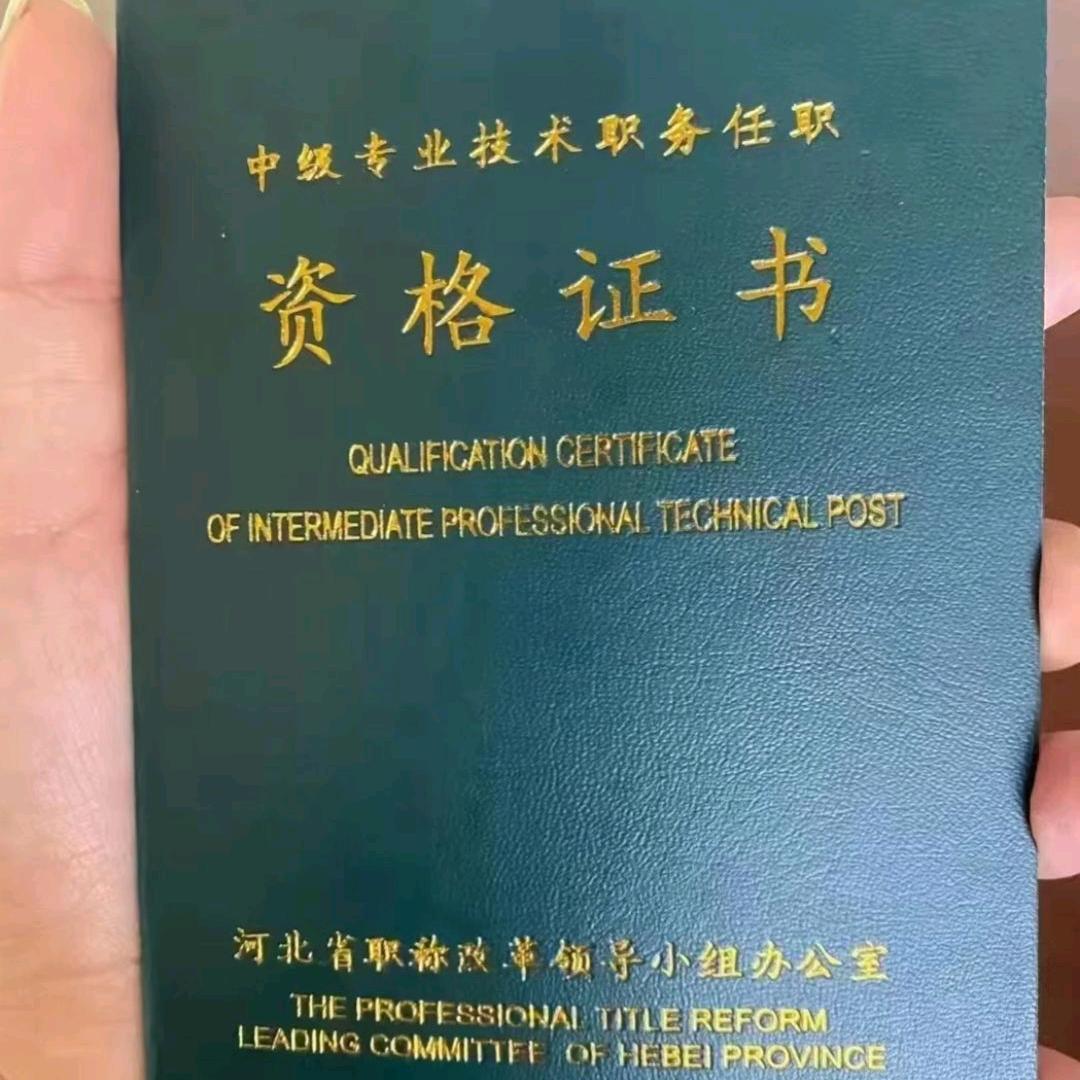 中级专业技术职务任职
资格证书
QUALIFICATION CERTIFICATE
OF INTERMEDIATE PROFESSIONAL TECHNICAL POST
河北省职称改革领导小组办公室
THE PROFESSIONAL TITLE REFORM
LEADING COMMITTEE OF HEBEI PROVINCE